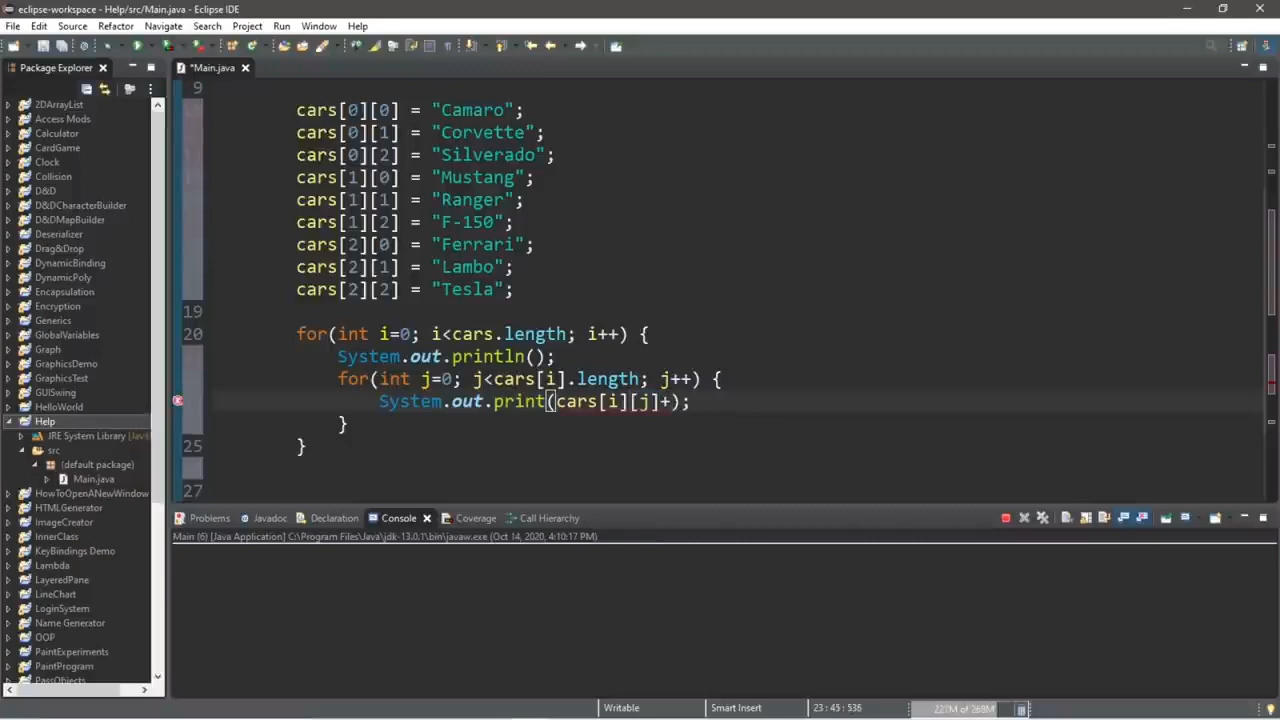 eclipse-workspace - Help/src/Main.java - Eclipse IDE
File Edit Source Refactor Navigate Search Project Run Window Help
Package Explorer
*Main.java
2DArrayList
Access Mods
Calculator
CardGame
Clock
Collision
D&D
D&DCharacterBuilder
D&DMapBuilder
Deserializer
Drag&Drop
DynamicBinding
DynamicPoly
Encapsulation
Encryption
Generics
GlobalVariables
Graph
GraphicsDemo
GraphicsTest
GUISwing
HelloWorld
Help
JRE System Library
src
(default package)
Main.java
HowToOpenANewWindow
HTMLGenerator
ImageCreator
InnerClass
KeyBindings Demo
Lambda
LayeredPane
LineChart
LoginSystem
Name Generator
OOP
PaintExperiments
PaintProgram
PassObjects
9
cars[0][0] = "Camaro";
cars[0][1] = "Corvette";
cars[0][2] = "Silverado";
cars[1][0] = "Mustang";
cars[1][1] = "Ranger";
cars[1][2] = "F-150";
cars[2][0] = "Ferrari";
cars[2][1] = "Lambo";
cars[2][2] = "Tesla";
19
20 for(int i=0; i<cars.length; i++) {
System.out.println();
for(int j=0; j<cars[i].length; j++) {
System.out.print(cars[i][j]+);
}
25 }
27
Problems Javadoc Declaration Console Coverage Call Hierarchy
Main (6) [Java Application] C:\Program Files\Java\jdk-13.0.1\bin\javaw.exe (Oct 14, 2020, 4:10:17 PM)
Writable Smart Insert 23 : 45 : 536 227M of 268M